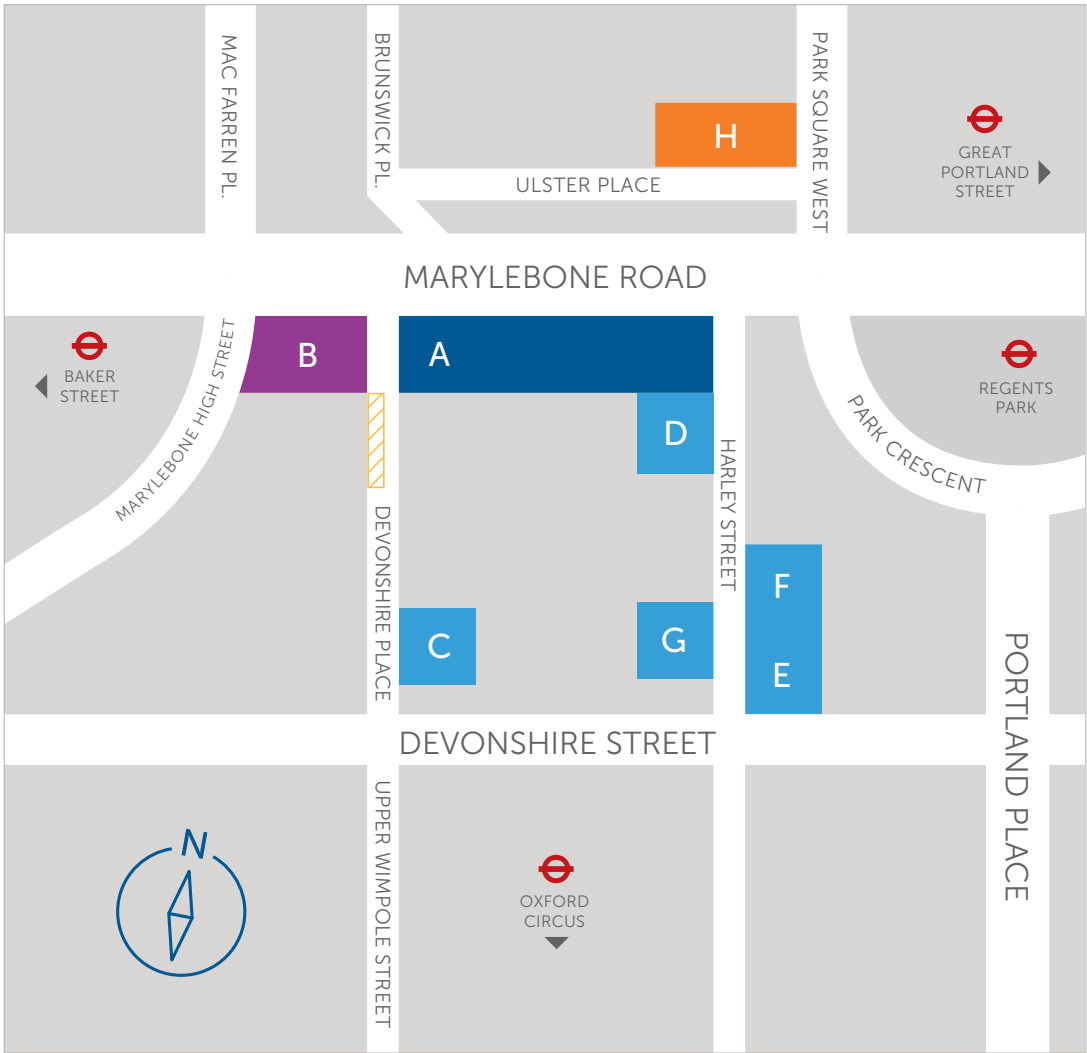 MAC FARREN PL.
BRUNSWICK PL.
PARK SQUARE WEST
H
GREAT
PORTLAND
STREET
ULSTER PLACE
MARYLEBONE ROAD
BAKER
STREET
MARYLEBONE HIGH STREET
B
A
D
HARLEY STREET
PARK CRESCENT
REGENTS
PARK
DEVONSHIRE PLACE
C
G
F
E
PORTLAND PLACE
DEVONSHIRE STREET
N
UPPER WIMPOLE STREET
OXFORD
CIRCUS